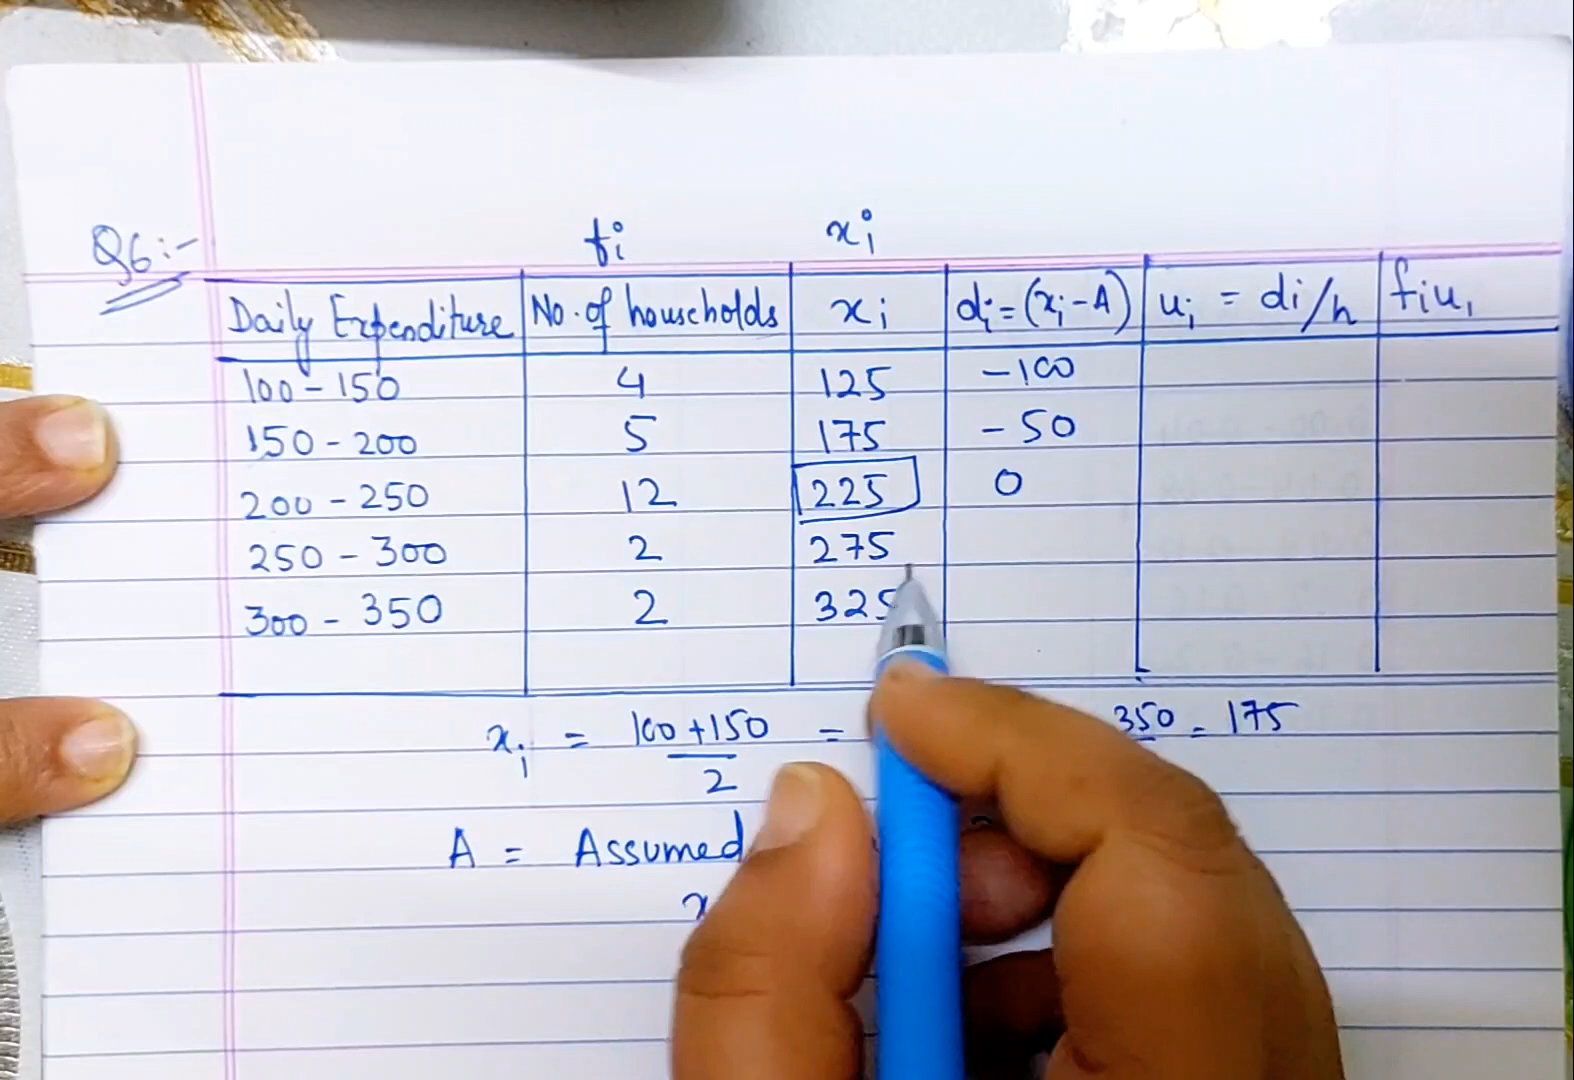 Q6:-
fi xi
Daily Expenditure No. of households xi di=(xi-A) ui = di/h fiui
100-150 4 125 -100
150-200 5 175 -50
200-250 12 225 0
250-300 2 275
300-350 2 325
xi = 100+150 = 350 = 175
2
A = Assumed
x